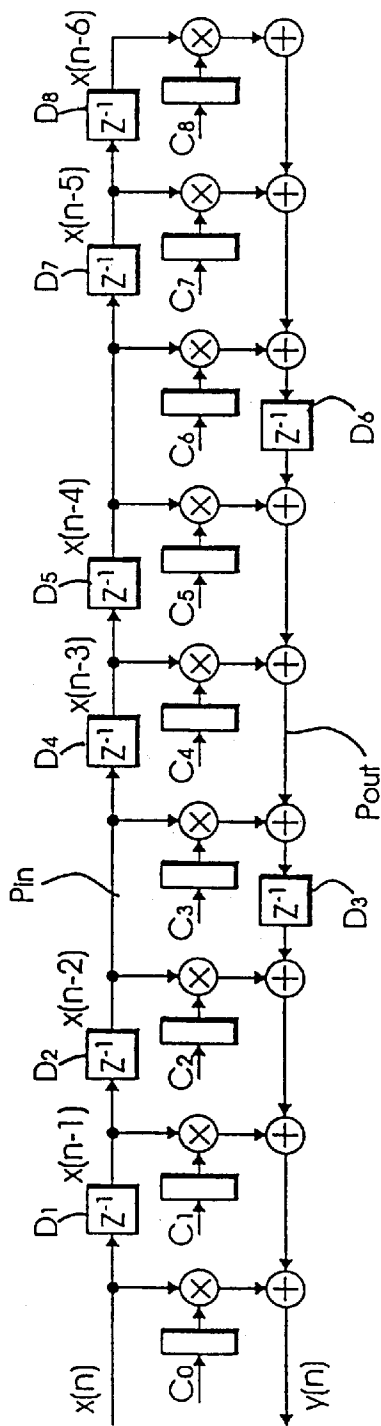 D1 D2 D4 D5 D7 D8
x(n) Z-1 x(n-1) Z-1 x(n-2) Pin Z-1 x(n-3) Z-1 x(n-4) Z-1 x(n-5) Z-1 x(n-6)
C0 C1 C2 C3 C4 C5 C6 C7 C8
y(n) Z-1 Pout Z-1
D3 D6